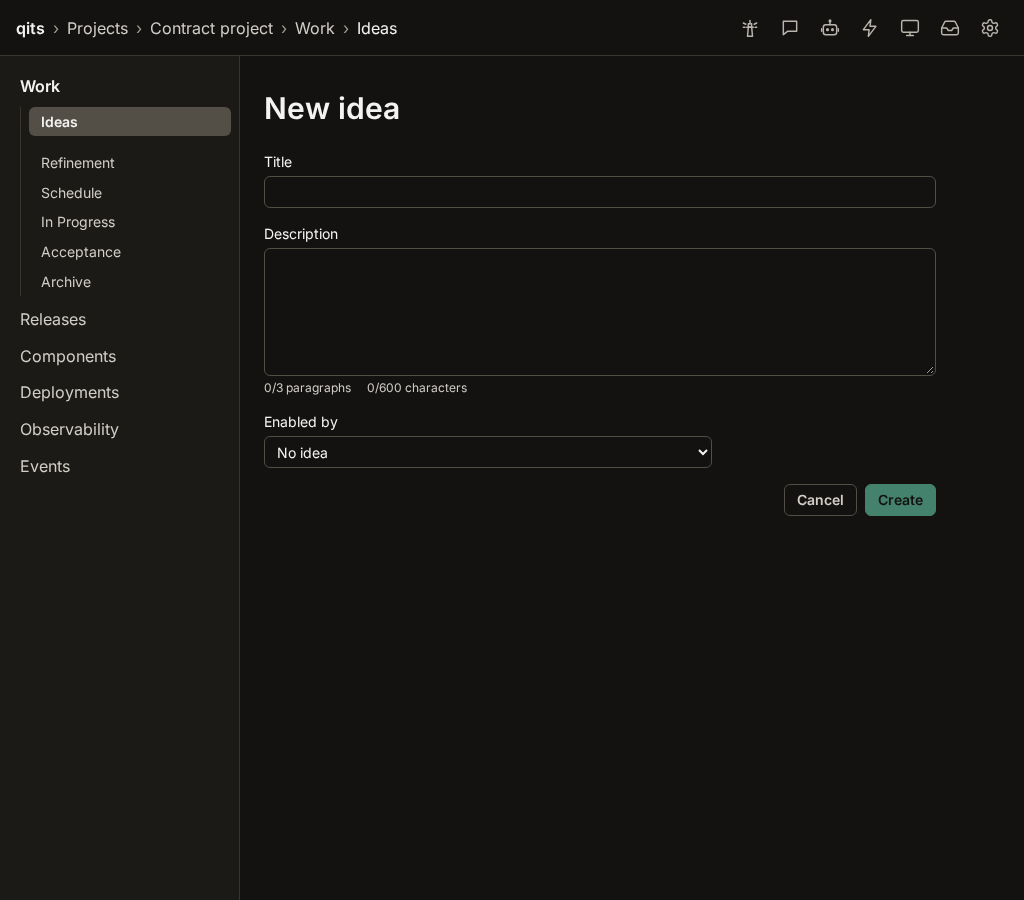 qits › Projects › Contract project › Work › Ideas
Work
Ideas
Refinement
Schedule
In Progress
Acceptance
Archive
Releases
Components
Deployments
Observability
Events
New idea
Title
Description
0/3 paragraphs 0/600 characters
Enabled by
No idea
Cancel Create